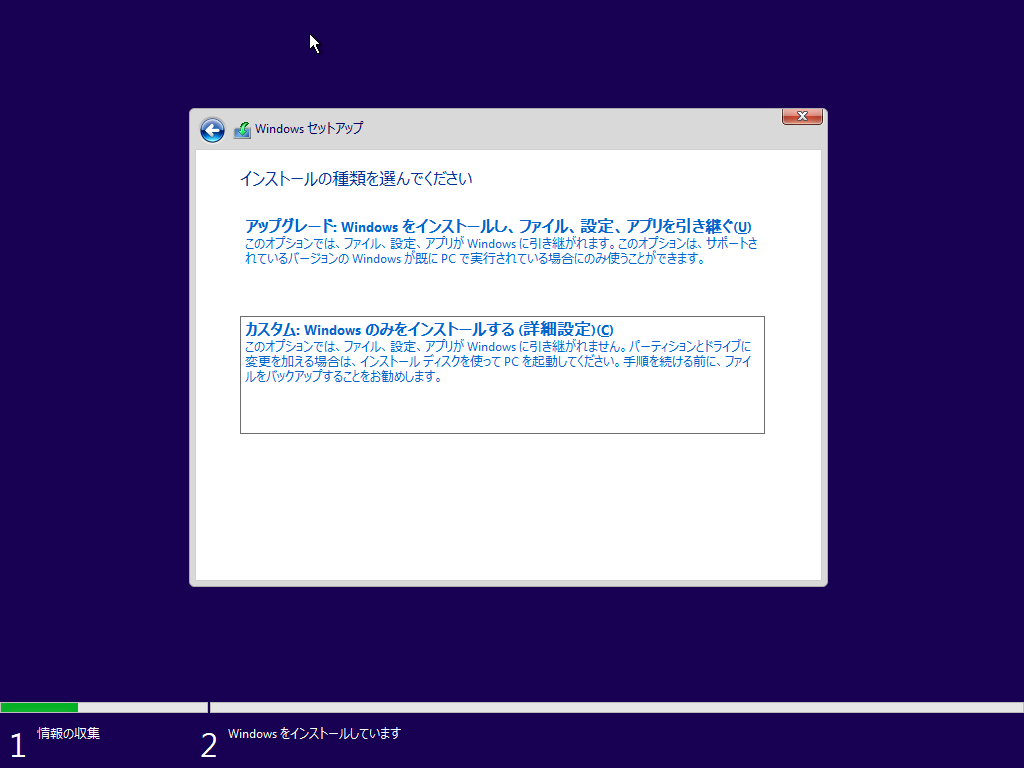 Windows セットアップ
インストールの種類を選んでください
アップグレード: Windows をインストールし、ファイル、設定、アプリを引き継ぐ(U)
このオプションでは、ファイル、設定、アプリが Windows に引き継がれます。このオプションは、サポートさ
れているバージョンの Windows が既に PC で実行されている場合にのみ使うことができます。
カスタム: Windows のみをインストールする (詳細設定)(C)
このオプションでは、ファイル、設定、アプリが Windows に引き継がれません。パーティションとドライブに
変更を加える場合は、インストール ディスクを使って PC を起動してください。手順を続ける前に、ファイ
ルをバックアップすることをお勧めします。
1 情報の収集
2 Windows をインストールしています